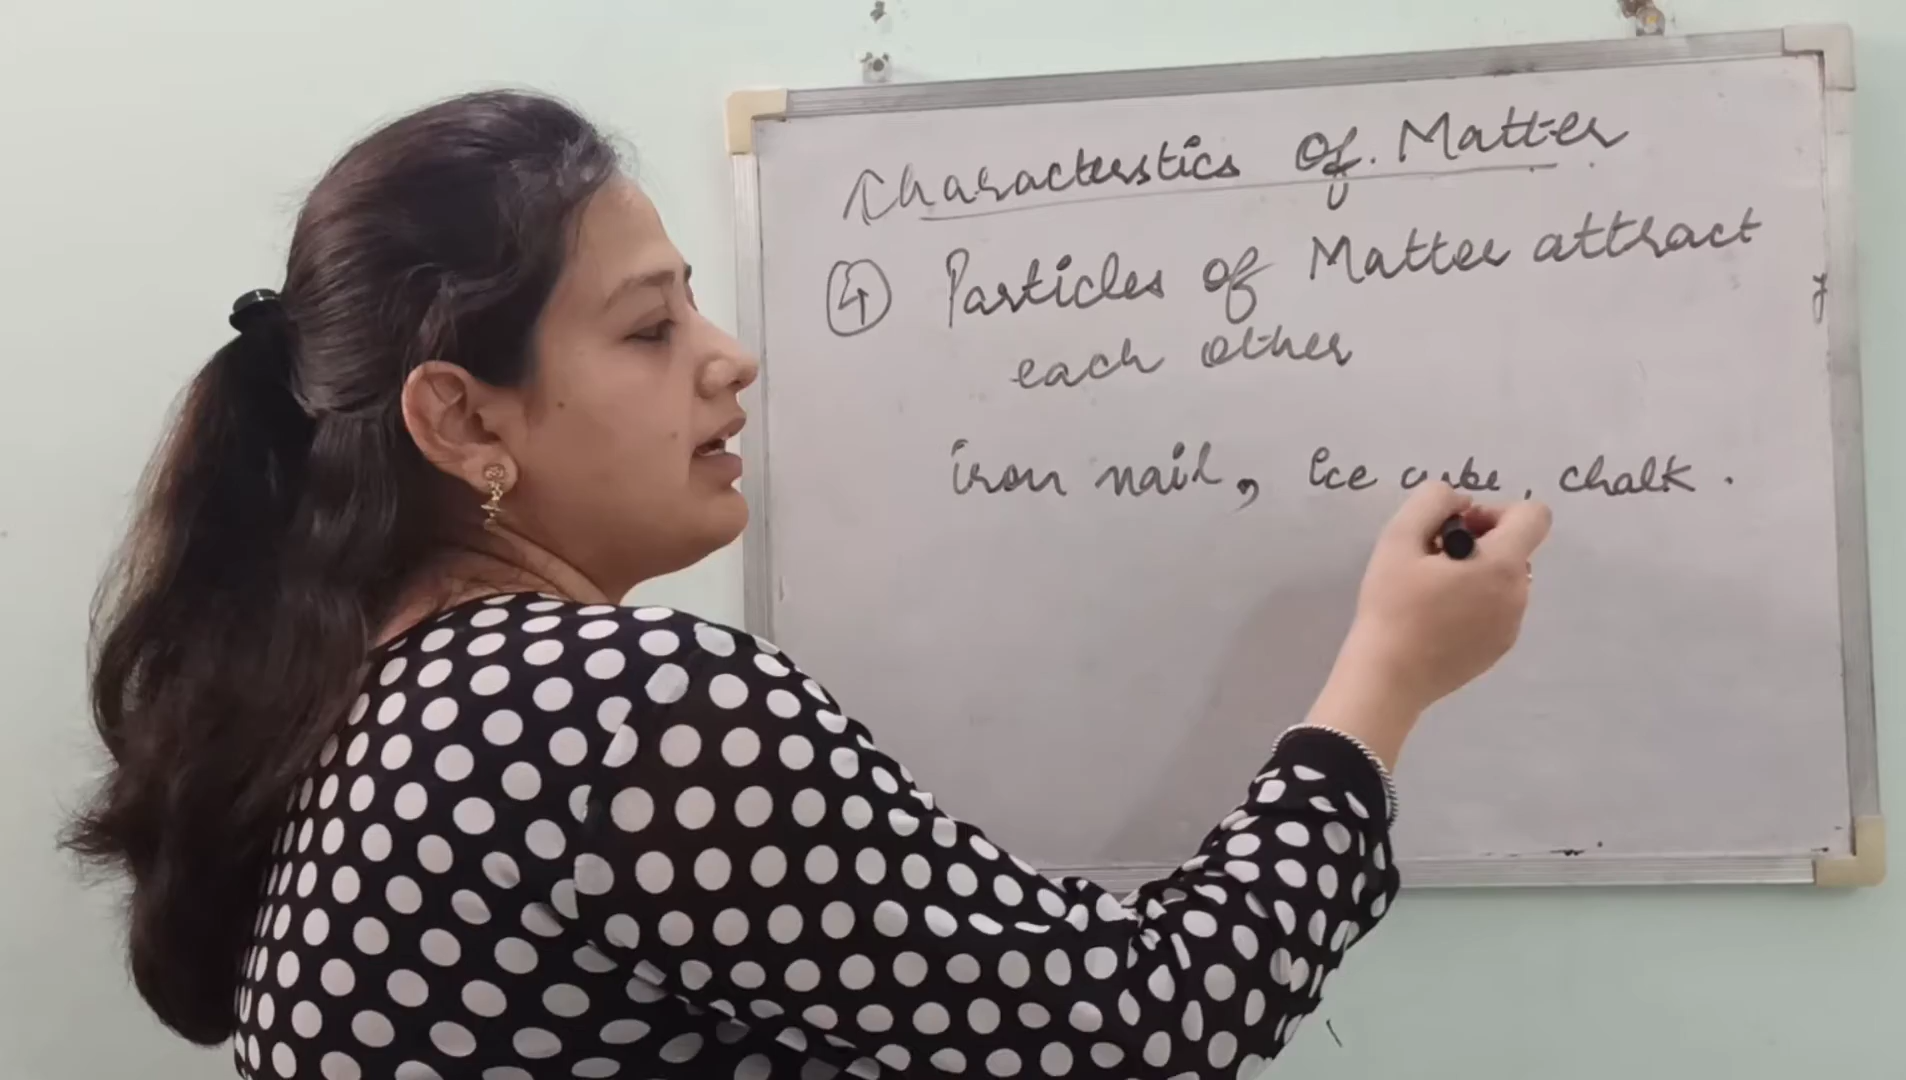 Characterstics Of Matter
④ Particles of Matter attract
each other
iron nail, Ice cube, chalk.